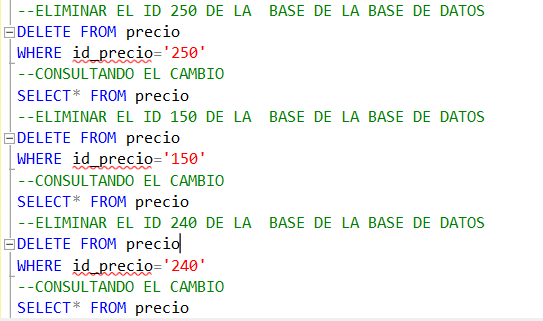 --ELIMINAR EL ID 250 DE LA  BASE DE LA BASE DE DATOS
DELETE FROM precio
WHERE id_precio='250'
--CONSULTANDO EL CAMBIO
SELECT* FROM precio
--ELIMINAR EL ID 150 DE LA  BASE DE LA BASE DE DATOS
DELETE FROM precio
WHERE id_precio='150'
--CONSULTANDO EL CAMBIO
SELECT* FROM precio
--ELIMINAR EL ID 240 DE LA  BASE DE LA BASE DE DATOS
DELETE FROM precio
WHERE id_precio='240'
--CONSULTANDO EL CAMBIO
SELECT* FROM precio